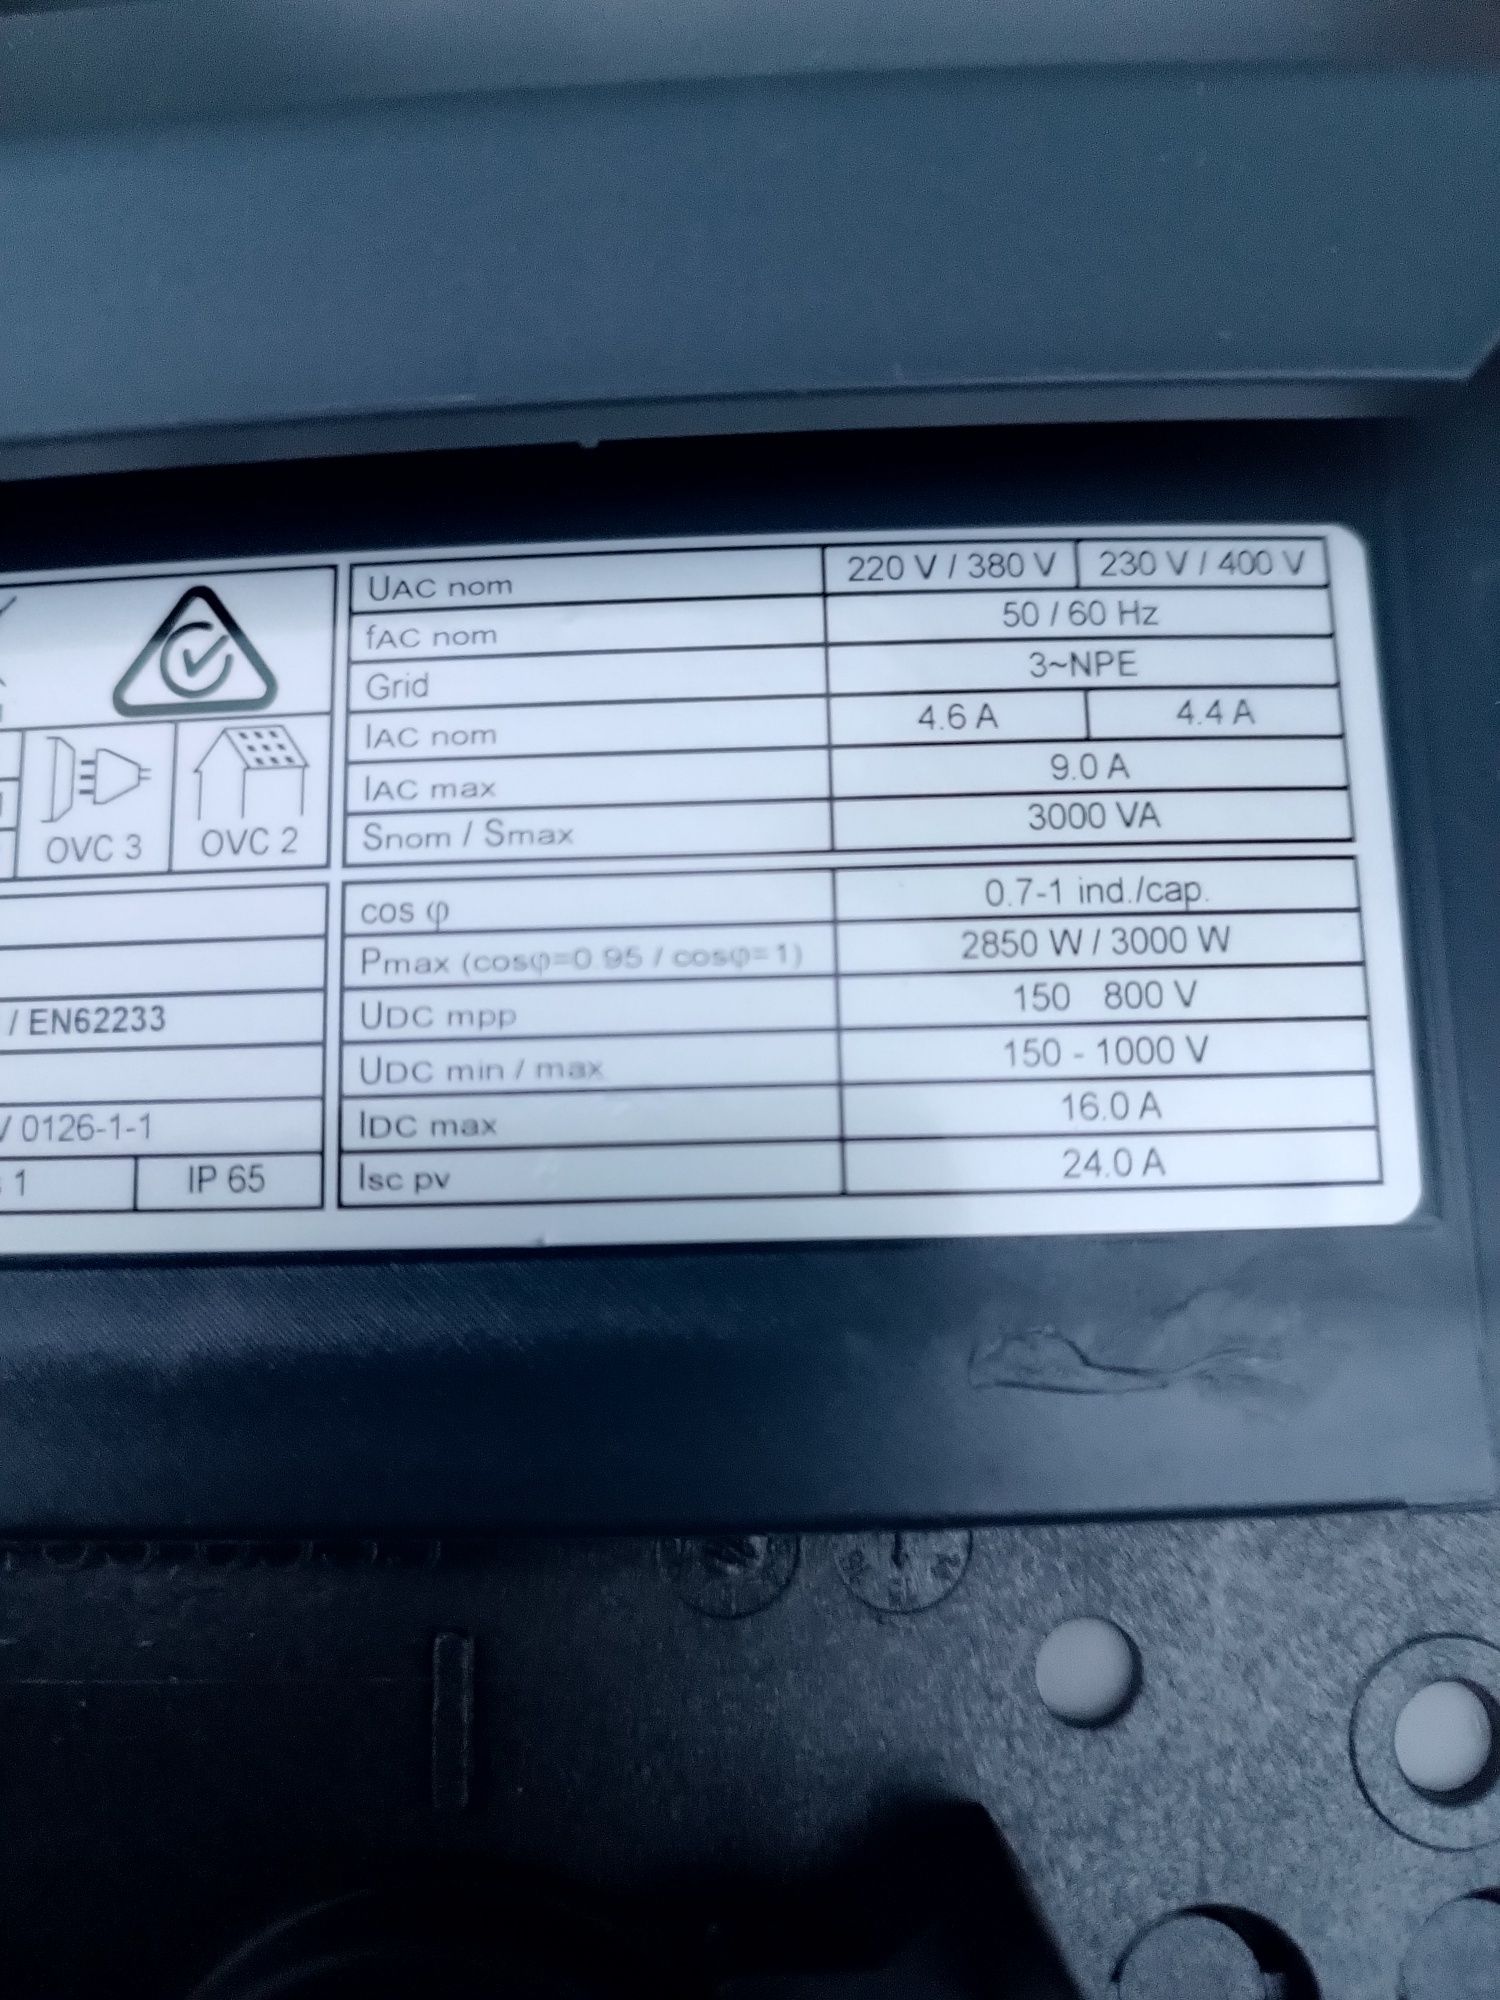 UAC nom 220 V / 380 V 230 V / 400 V
fAC nom 50 / 60 Hz
Grid 3~NPE
IAC nom 4.6 A 4.4 A
IAC max 9.0 A
Snom / Smax 3000 VA
OVC 3
OVC 2
cos φ 0.7-1 ind./cap.
Pmax (cosφ=0.95 / cosφ=1) 2850 W / 3000 W
UDC mpp 150 800 V
UDC min / max 150 - 1000 V
IDC max 16.0 A
Isc pv 24.0 A
/ EN62233
0126-1-1
1
IP 65